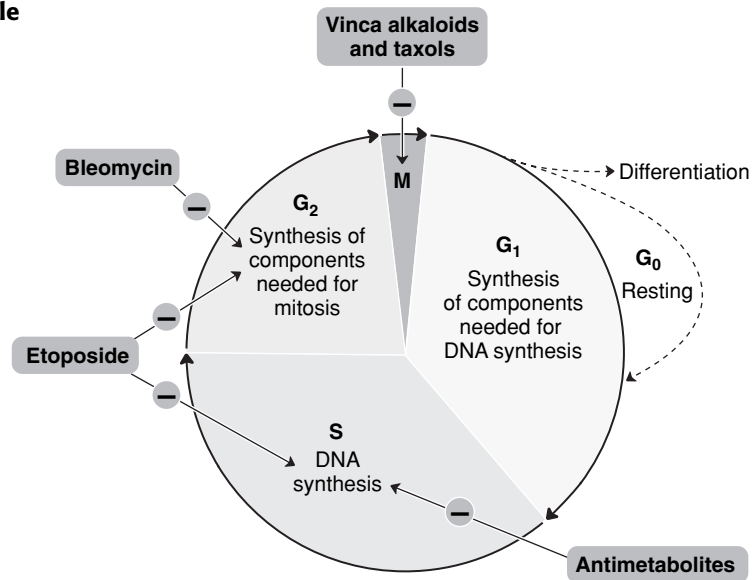 le
Vinca alkaloids
and taxols
–
Bleomycin
–
M
Differentiation
G2
Synthesis of
components
needed for
mitosis
G1
Synthesis
of components
needed for
DNA synthesis
G0
Resting
–
Etoposide
–
S
DNA
synthesis
–
Antimetabolites